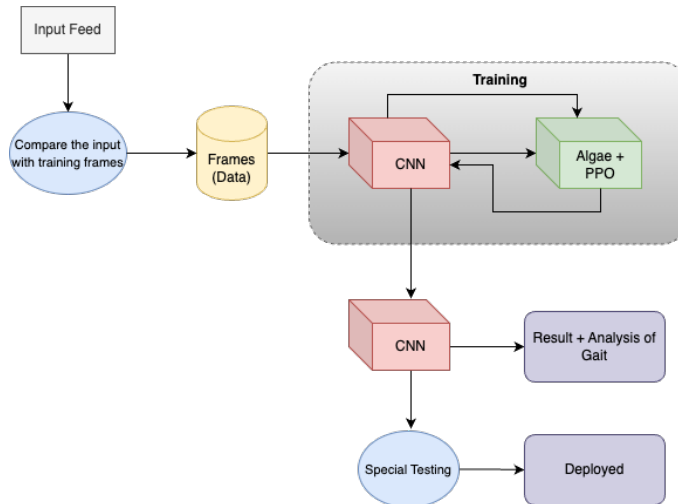 Input Feed
Training
Compare the input
with training frames
Frames
(Data)
CNN
Algae +
PPO
CNN
Result + Analysis of
Gait
Special Testing
Deployed